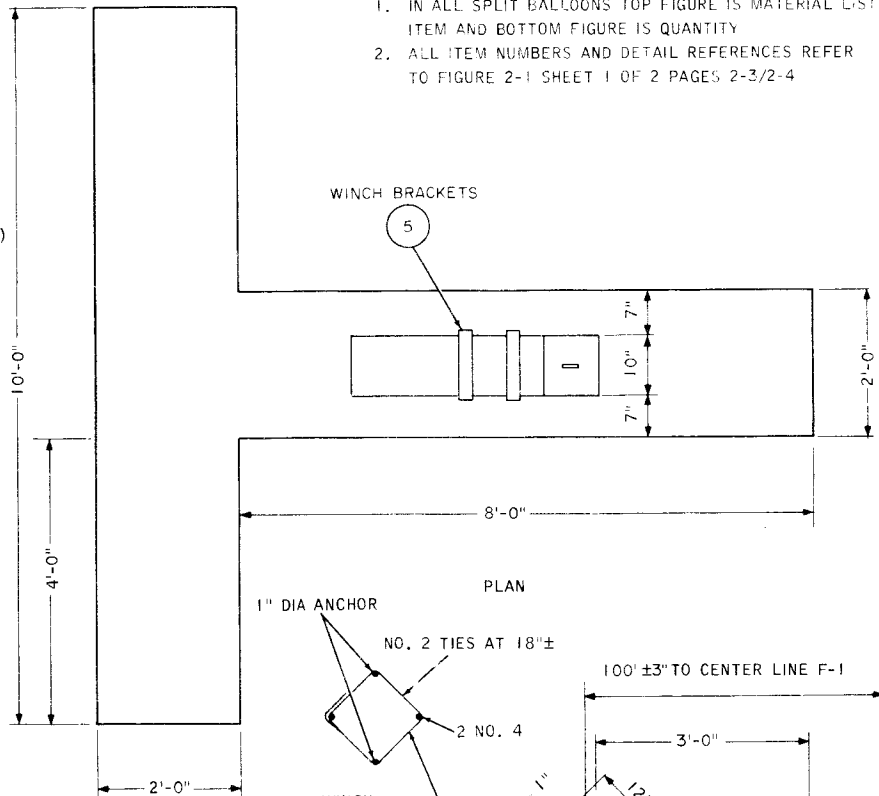 1. IN ALL SPLIT BALLOONS TOP FIGURE IS MATERIAL LIST
ITEM AND BOTTOM FIGURE IS QUANTITY
2. ALL ITEM NUMBERS AND DETAIL REFERENCES REFER
TO FIGURE 2-1 SHEET 1 OF 2 PAGES 2-3/2-4
WINCH BRACKETS
5
)
10'-0"
7"
10"
7"
2'-0"
8'-0"
4'-0"
PLAN
1" DIA ANCHOR
NO. 2 TIES AT 18"±
100'±3" TO CENTER LINE F-1
2 NO. 4
3'-0"
1"
2'-0"